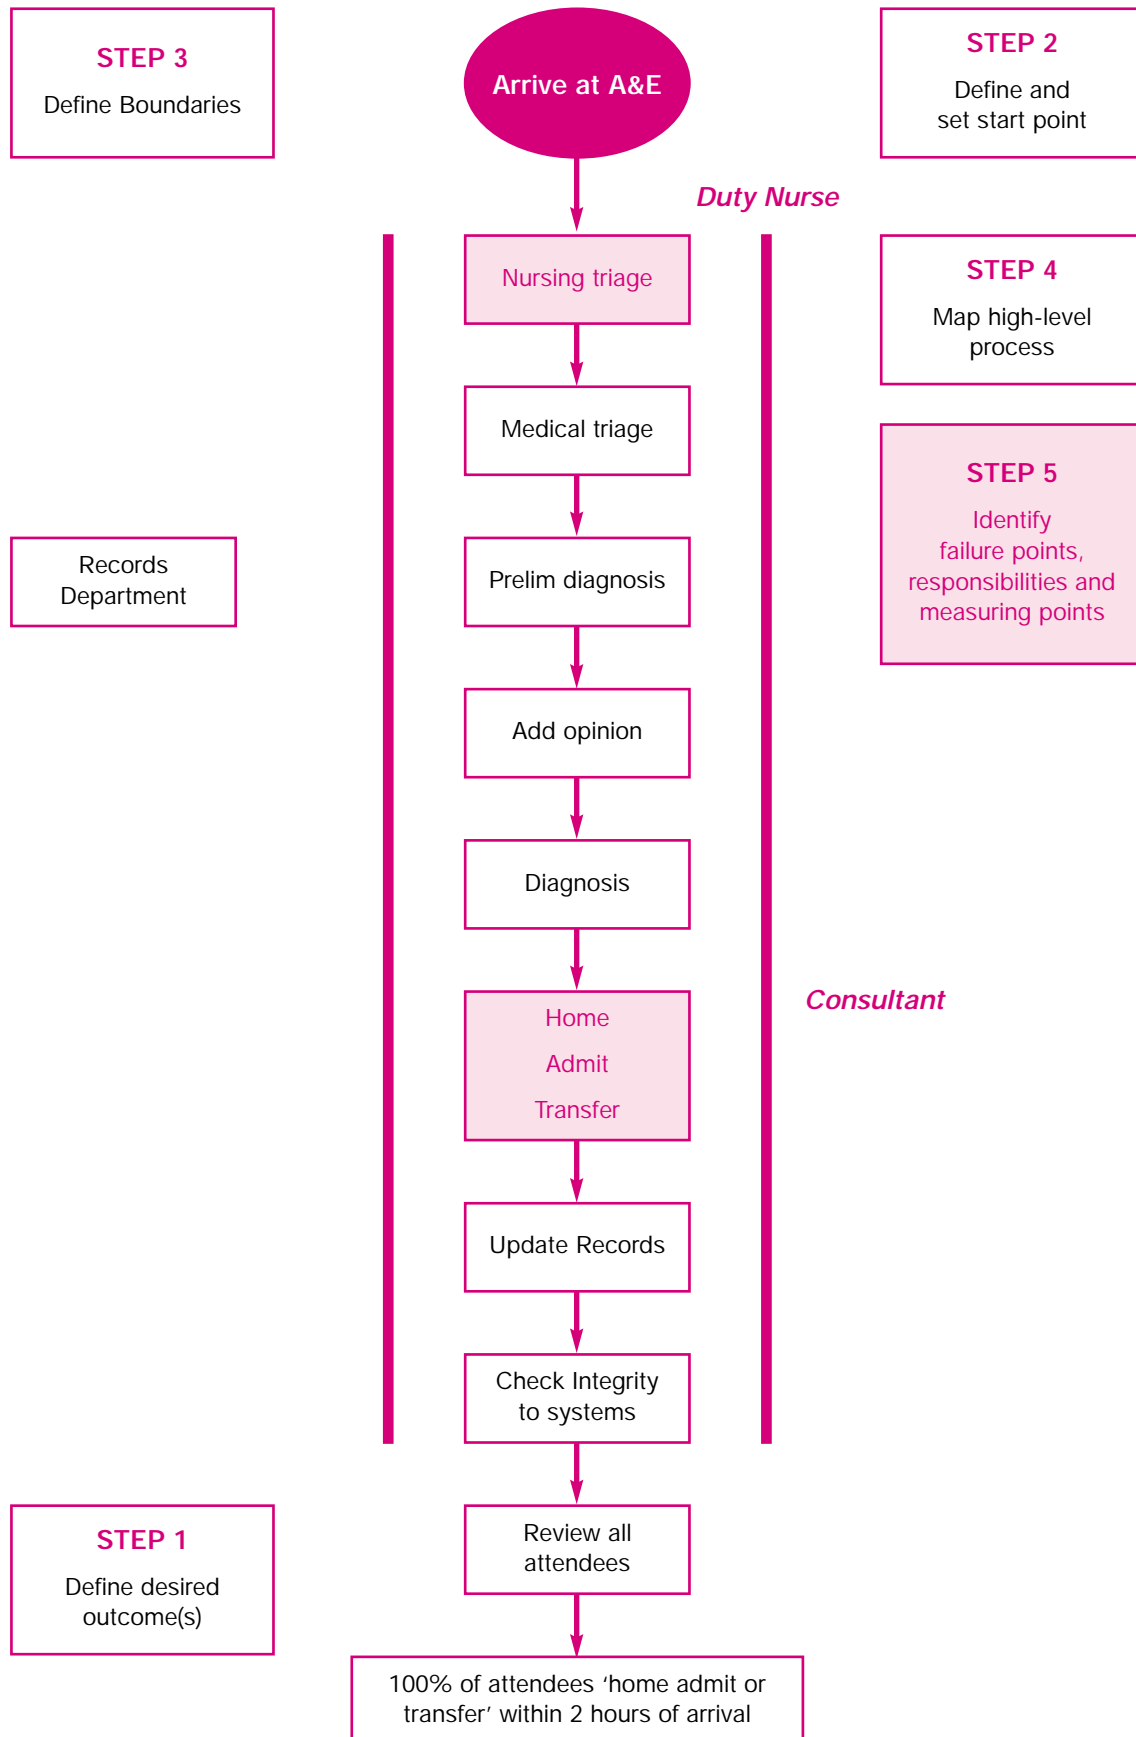 STEP 3
Define Boundaries
Arrive at A&E
STEP 2
Define and
set start point
Duty Nurse
Nursing triage
STEP 4
Map high-level
process
Medical triage
STEP 5
Identify
failure points,
responsibilities and
measuring points
Records
Department
Prelim diagnosis
Add opinion
Diagnosis
Home
Admit
Transfer
Consultant
Update Records
Check Integrity
to systems
STEP 1
Define desired
outcome(s)
Review all
attendees
100% of attendees ‘home admit or
transfer’ within 2 hours of arrival